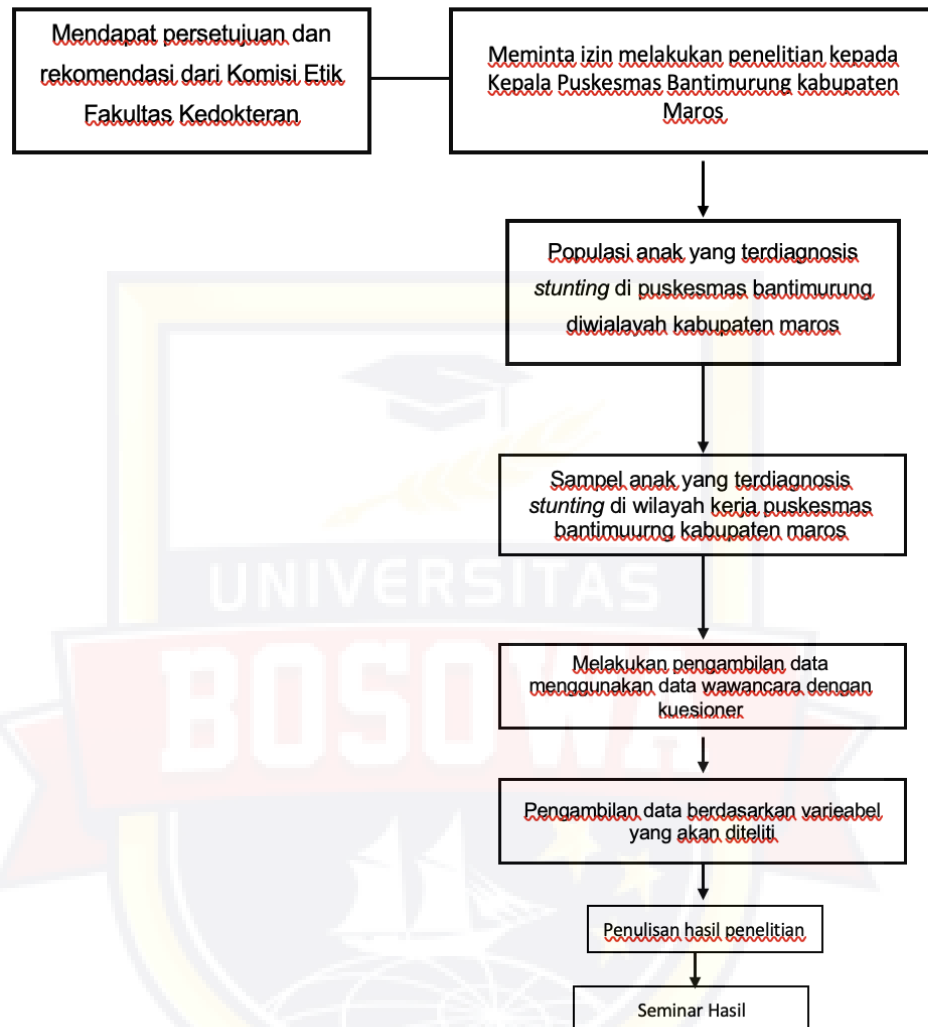 Mendapat persetujuan dan
rekomendasi dari Komisi Etik
Fakultas Kedokteran
Meminta izin melakukan penelitian kepada
Kepala Puskesmas Bantimurung kabupaten
Maros
Populasi anak yang terdiagnosis
stunting di puskesmas bantimurung
diwialayah kabupaten maros
Sampel anak yang terdiagnosis
stunting di wilayah kerja puskesmas
bantimuurng kabupaten maros
UNIVERSITAS
BOSOWA
Melakukan pengambilan data
menggunakan data wawancara dengan
kuesioner
Pengambilan data berdasarkan varieabel
yang akan diteliti
Penulisan hasil penelitian
Seminar Hasil